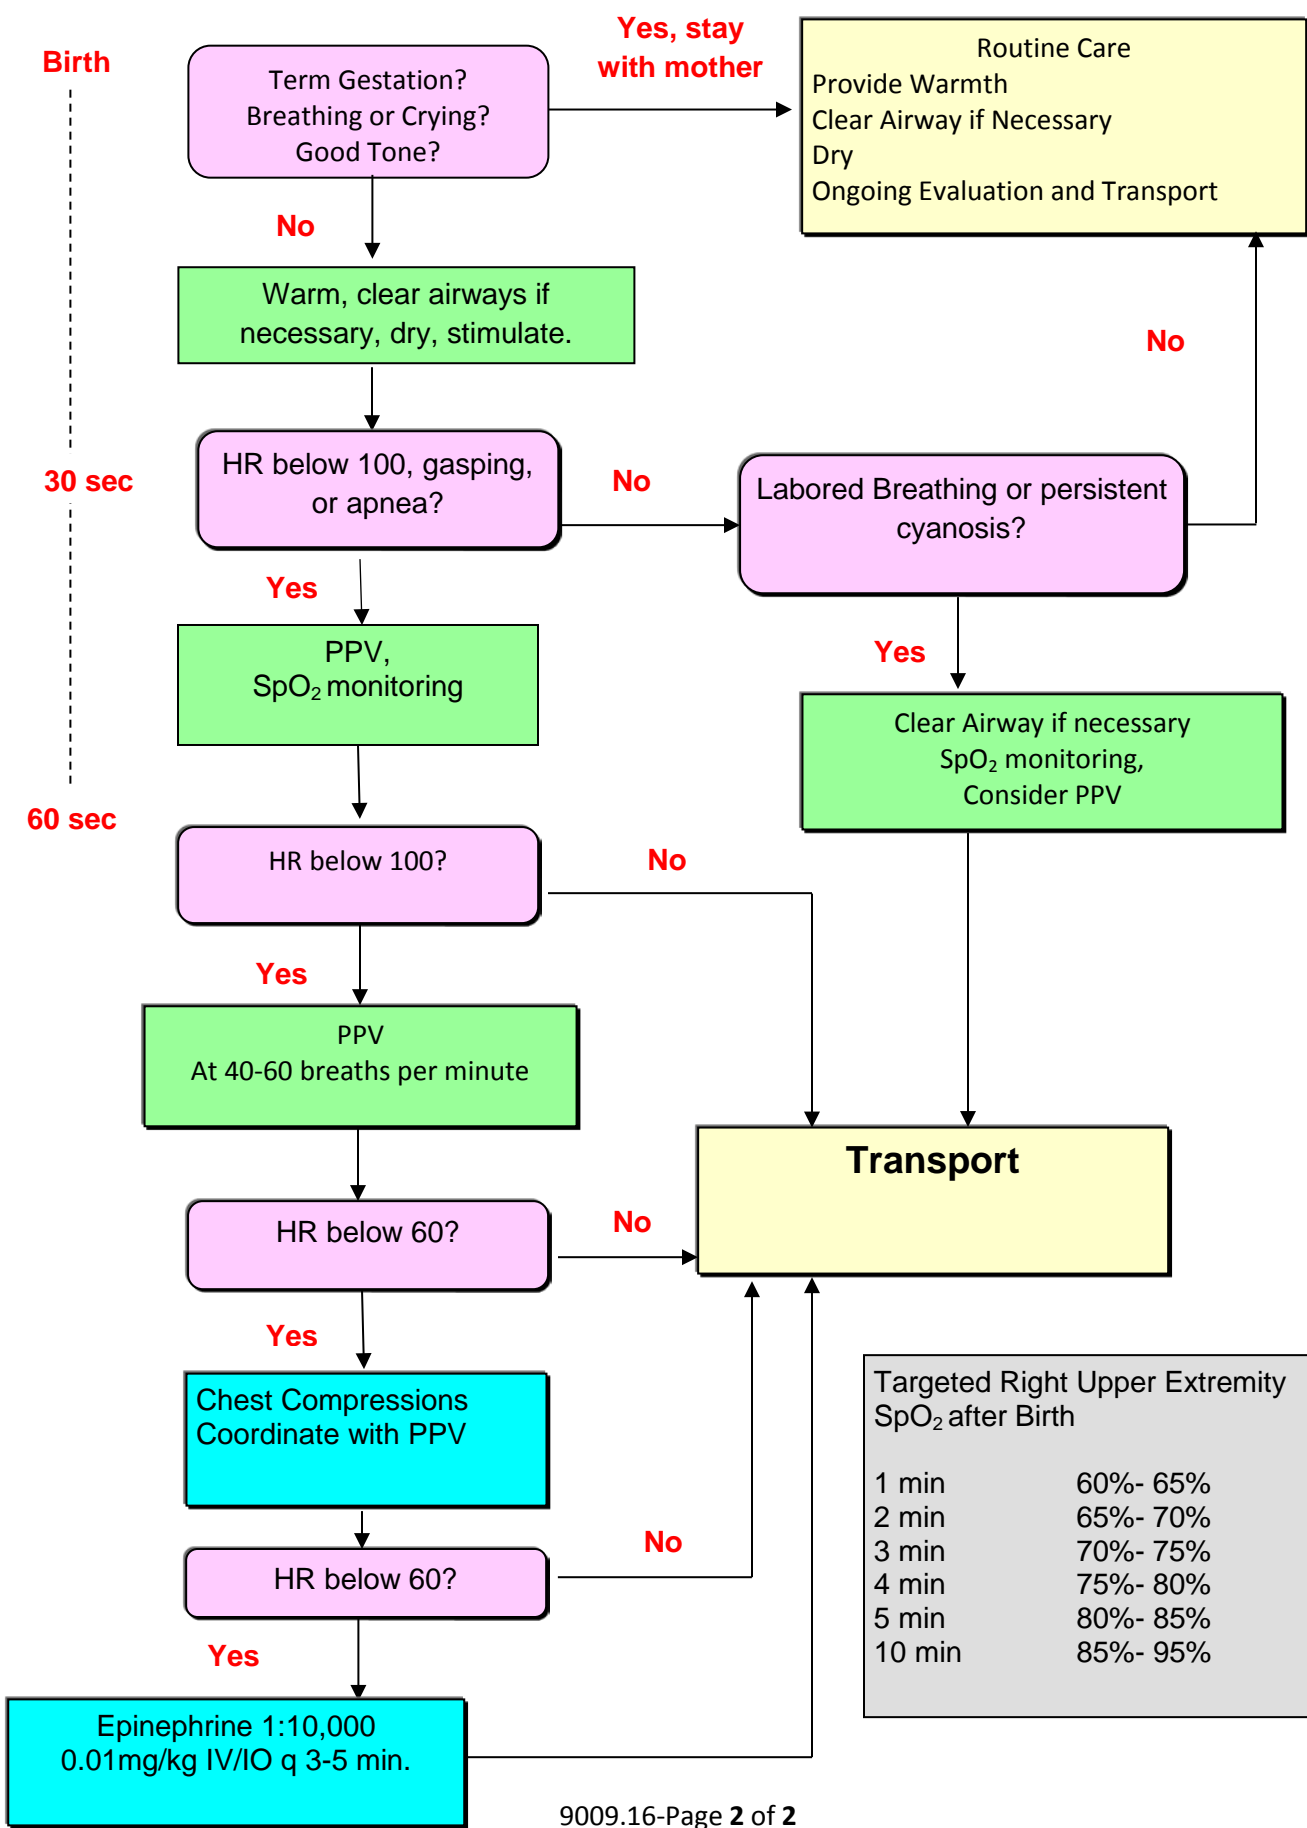 Birth
Term Gestation?
Breathing or Crying?
Good Tone?
Yes, stay
with mother
Routine Care
Provide Warmth
Clear Airway if Necessary
Dry
Ongoing Evaluation and Transport
No
Warm, clear airways if
necessary, dry, stimulate.
No
30 sec
HR below 100, gasping,
or apnea?
No
Labored Breathing or persistent
cyanosis?
Yes
PPV,
SpO₂ monitoring
Yes
Clear Airway if necessary
SpO₂ monitoring,
Consider PPV
60 sec
HR below 100?
No
Yes
PPV
At 40-60 breaths per minute
Transport
HR below 60?
No
Yes
Chest Compressions
Coordinate with PPV
HR below 60?
No
Yes
Epinephrine 1:10,000
0.01mg/kg IV/IO q 3-5 min.
Targeted Right Upper Extremity
SpO₂ after Birth
1 min 60%- 65%
2 min 65%- 70%
3 min 70%- 75%
4 min 75%- 80%
5 min 80%- 85%
10 min 85%- 95%
9009.16-Page 2 of 2